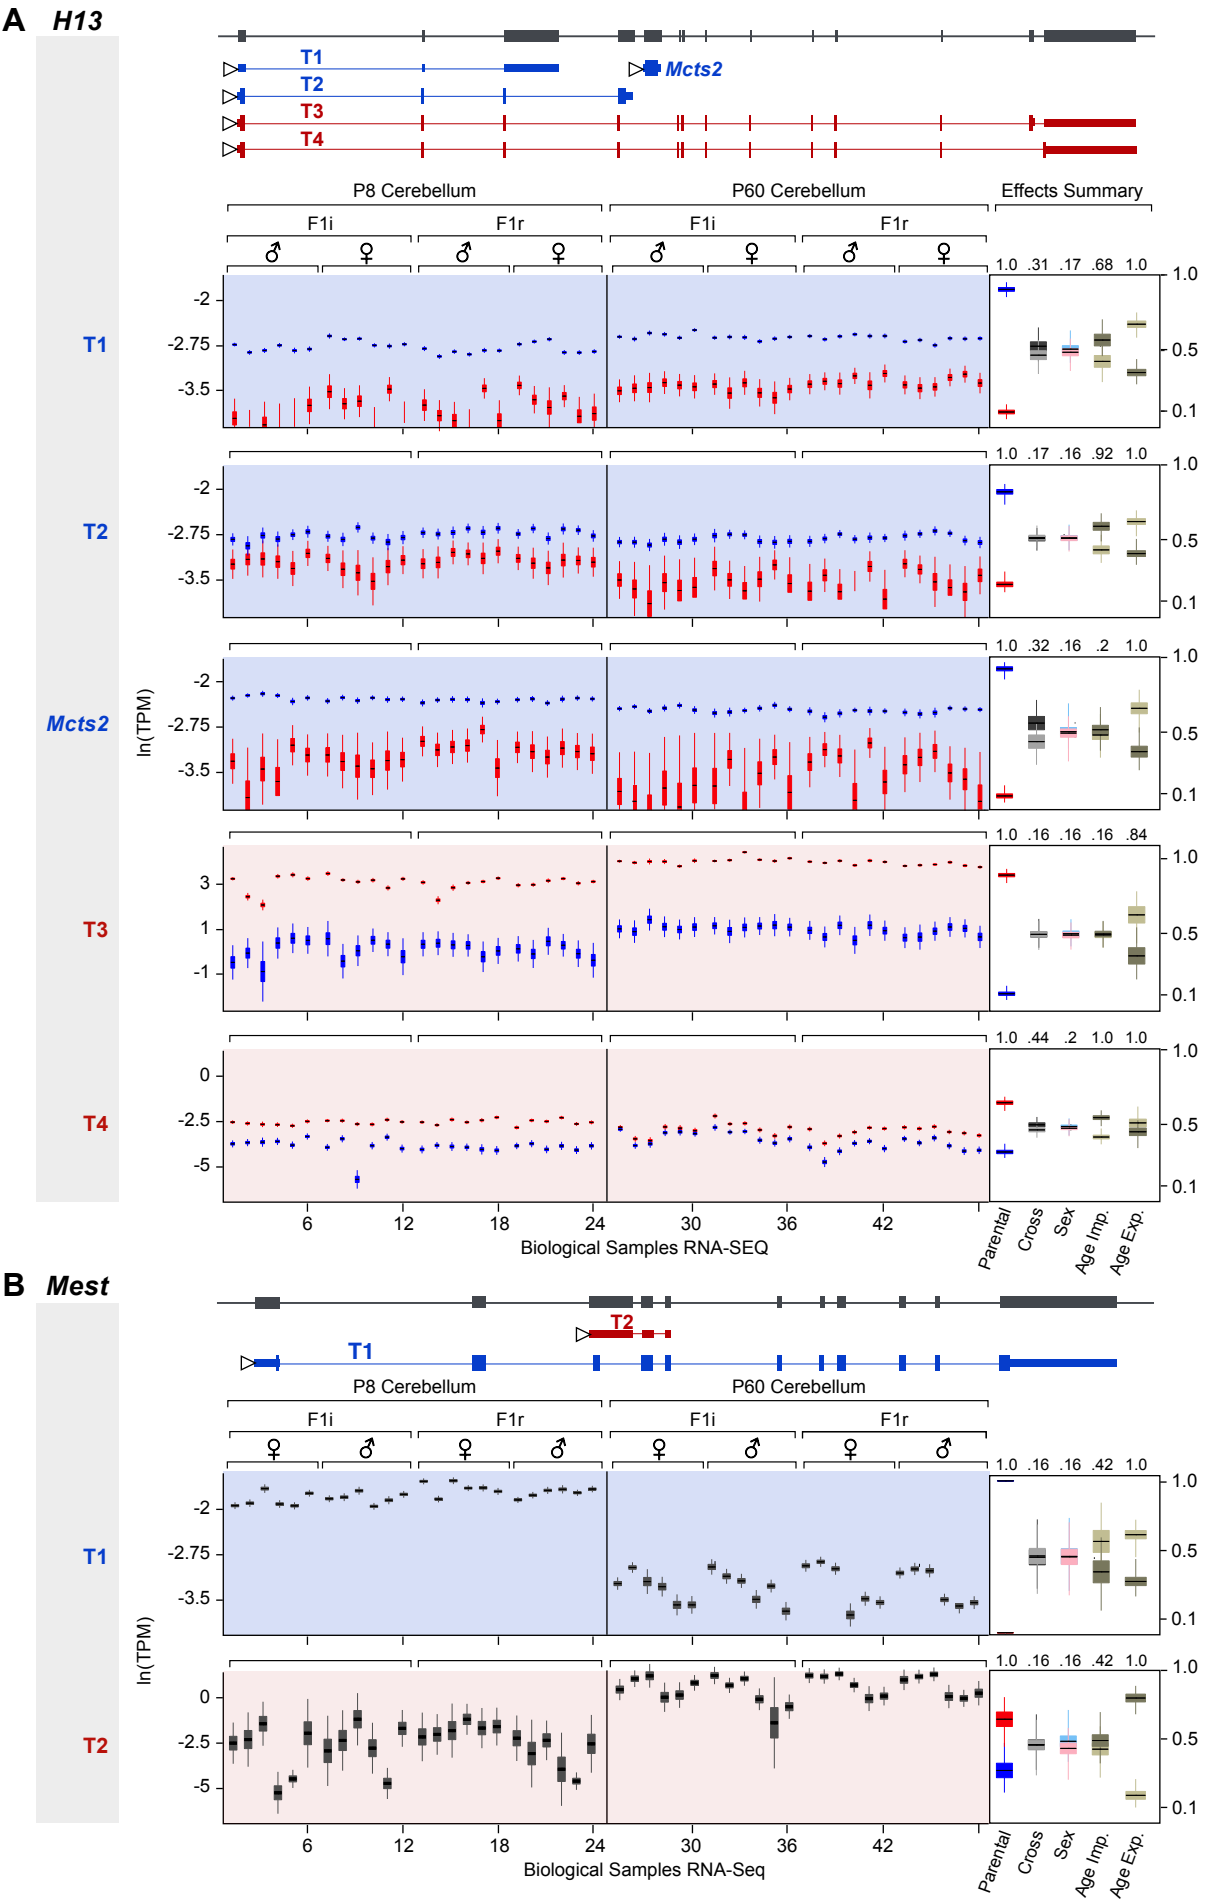 A H13
T1
Mcts2
T2
T3
T4
P8 Cerebellum P60 Cerebellum Effects Summary
F1i F1r F1i F1r
♂ ♀ ♂ ♀ ♂ ♀ ♂ ♀
1.0 .31 .17 .68 1.0
T1 -2 -2.75 -3.5 1.0 0.5 0.1
1.0 .17 .16 .92 1.0
T2 -2 -2.75 -3.5 1.0 0.5 0.1
1.0 .32 .16 .2 1.0
Mcts2 ln(TPM) -2 -2.75 -3.5 1.0 0.5 0.1
1.0 .16 .16 .16 .84
T3 3 1 -1 1.0 0.5 0.1
1.0 .44 .2 1.0 1.0
T4 0 -2.5 -5 1.0 0.5 0.1
6 12 18 24 30 36 42
Parental Cross Sex Age Imp. Age Exp.
Biological Samples RNA-SEQ
B Mest
T2
T1
P8 Cerebellum P60 Cerebellum
F1i F1r F1i F1r
♀ ♂ ♀ ♂ ♀ ♂ ♀ ♂
1.0 .16 .16 .42 1.0
T1 -2 -2.75 -3.5 1.0 0.5 0.1
ln(TPM)
1.0 .16 .16 .42 1.0
T2 0 -2.5 -5 1.0 0.5 0.1
6 12 18 24 30 36 42
Parental Cross Sex Age Imp. Age Exp.
Biological Samples RNA-Seq